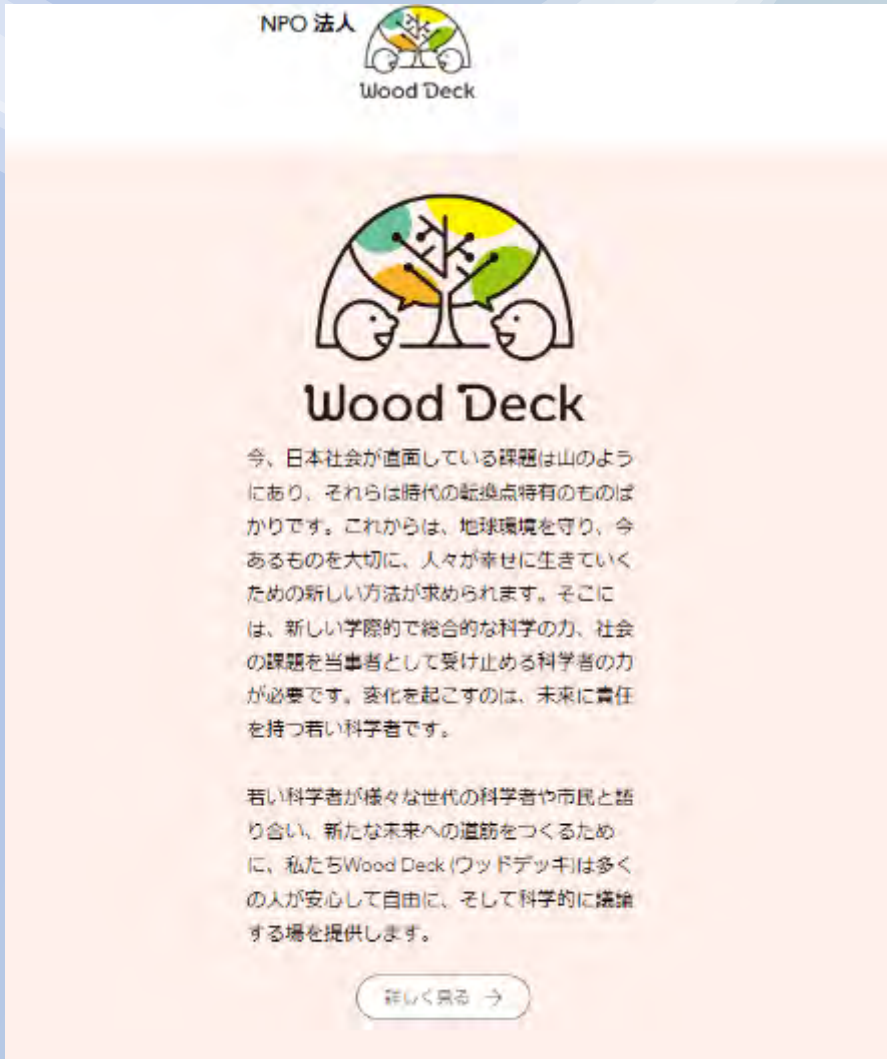 NPO 法人
Wood Deck
Wood Deck
今、日本社会が直面している課題は山のよう
にあり、それらは時代の転換点特有のものば
かりです。これからは、地球環境を守り、今
あるものを大切に、人々が幸せに生きていく
ための新しい方法が求められます。そこに
は、新しい学際的で総合的な科学の力、社会
の課題を当事者として受け止める科学者の力
が必要です。変化を起こすのは、未来に責任
を持つ若い科学者です。
若い科学者が様々な世代の科学者や市民と語
り合い、新たな未来への道筋をつくるため
に、私たちWood Deck (ウッドデッキ)は多く
の人が安心して自由に、そして科学的に議論
する場を提供します。
詳しく見る →